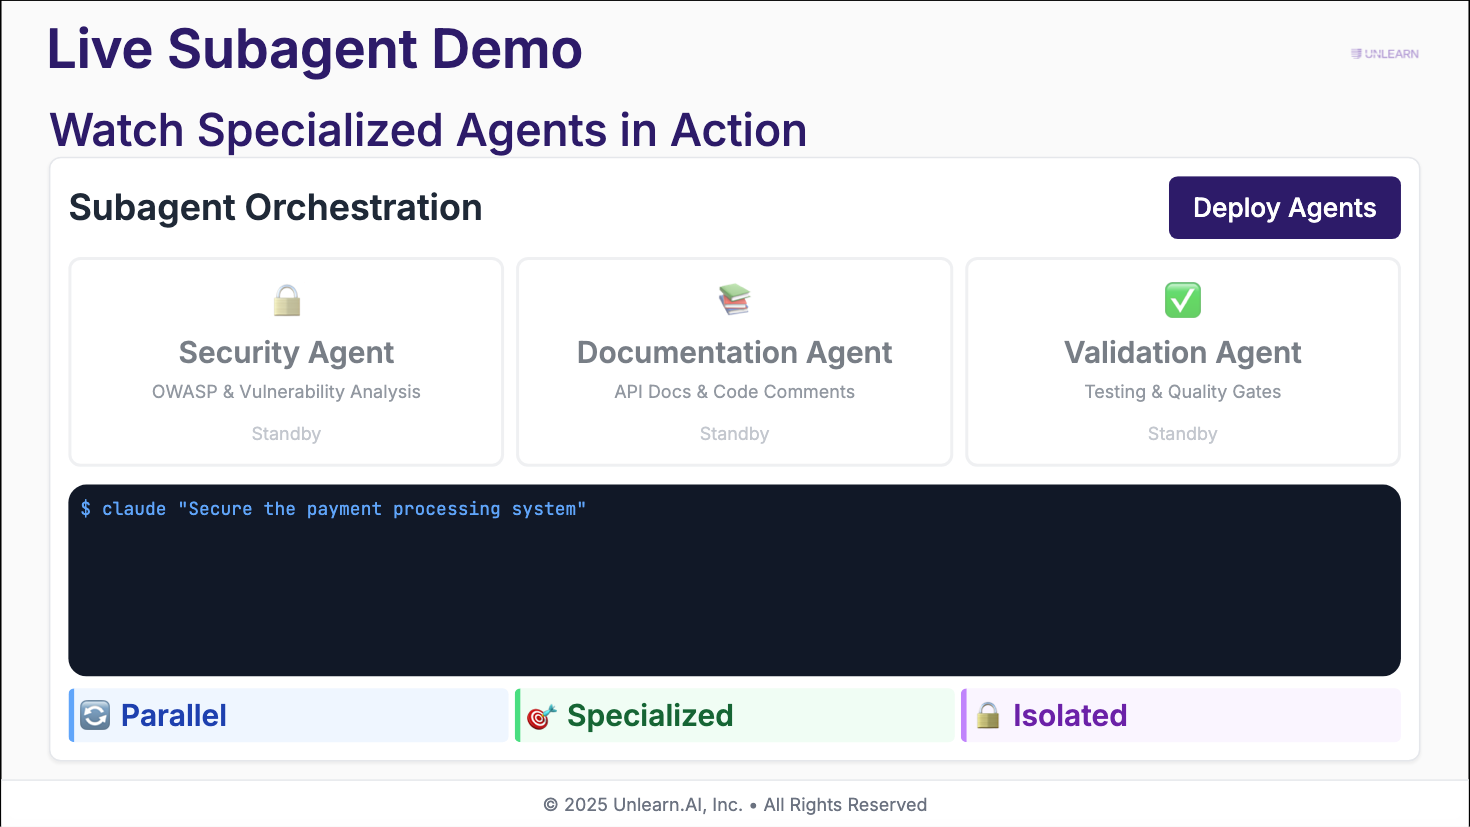 Live Subagent Demo
UNLEARN
Watch Specialized Agents in Action
Subagent Orchestration
Deploy Agents
Security Agent
OWASP & Vulnerability Analysis
Standby
Documentation Agent
API Docs & Code Comments
Standby
Validation Agent
Testing & Quality Gates
Standby
$ claude "Secure the payment processing system"
Parallel
Specialized
Isolated
© 2025 Unlearn.AI, Inc. • All Rights Reserved